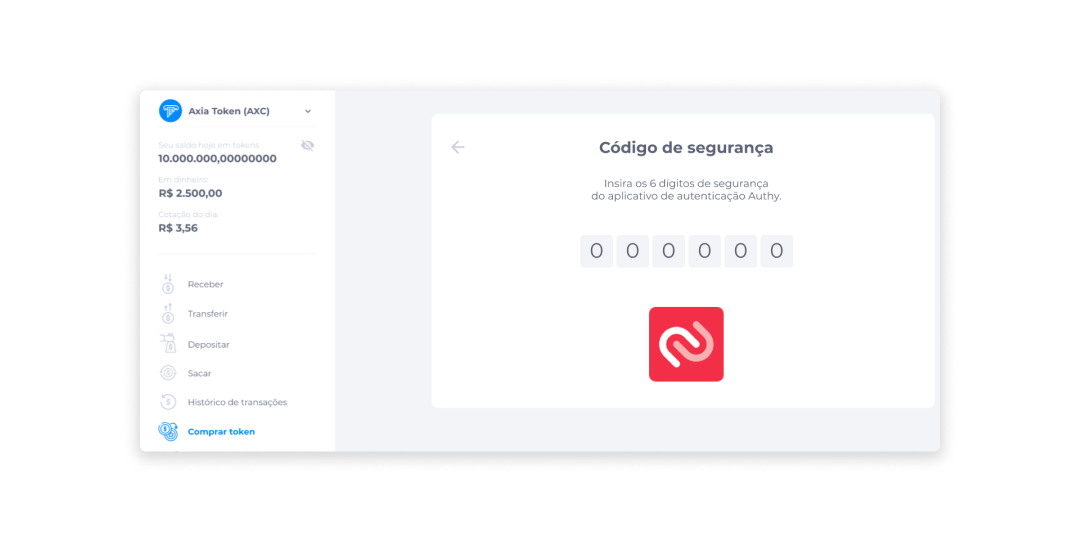 Axia Token (AXC)
Seu saldo hoje em tokens:
10.000.000,00000000
Em dinheiro:
R$ 2.500,00
Cotação do dia:
R$ 3,56
Receber
Transferir
Depositar
Sacar
Histórico de transações
Comprar token
Código de segurança
Insira os 6 dígitos de segurança
do aplicativo de autenticação Authy.
0 0 0 0 0 0